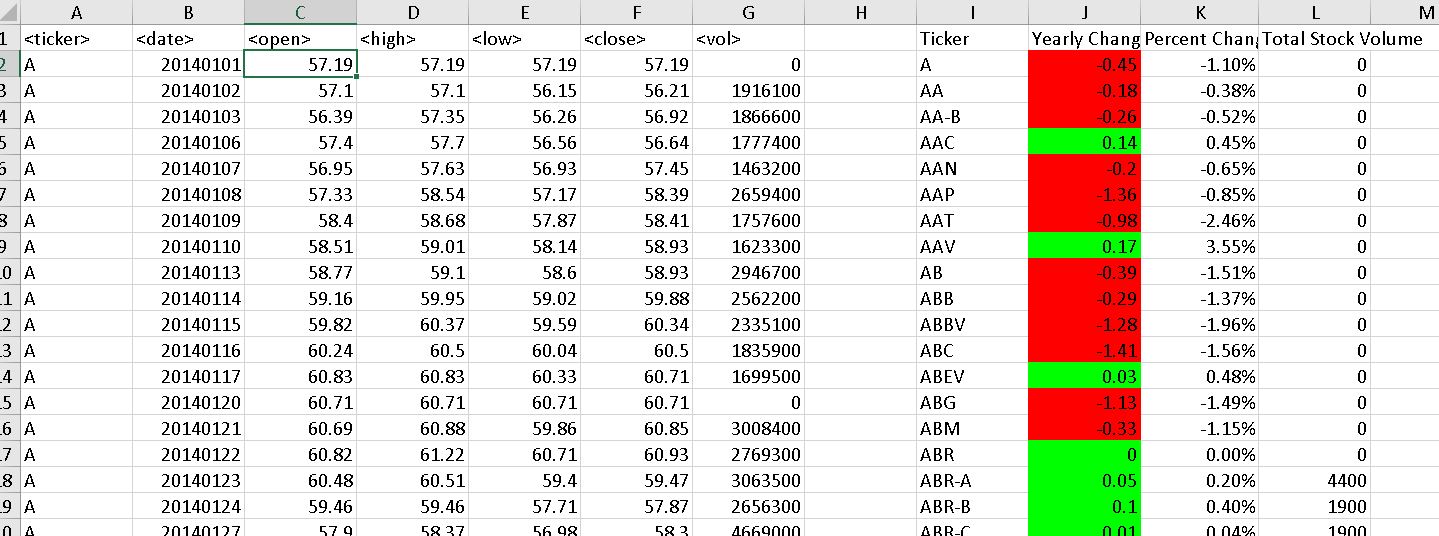 A B C D E F G H I J K L M
1 <ticker> <date> <open> <high> <low> <close> <vol> Ticker Yearly Chang Percent Chan Total Stock Volume
2 A 20140101 57.19 57.19 57.19 57.19 0 A -0.45 -1.10% 0
3 A 20140102 57.1 57.1 56.15 56.21 1916100 AA -0.18 -0.38% 0
4 A 20140103 56.39 57.35 56.26 56.92 1866600 AA-B -0.26 -0.52% 0
5 A 20140106 57.4 57.7 56.56 56.64 1777400 AAC 0.14 0.45% 0
6 A 20140107 56.95 57.63 56.93 57.45 1463200 AAN -0.2 -0.65% 0
7 A 20140108 57.33 58.54 57.17 58.39 2659400 AAP -1.36 -0.85% 0
8 A 20140109 58.4 58.68 57.87 58.41 1757600 AAT -0.98 -2.46% 0
9 A 20140110 58.51 59.01 58.14 58.93 1623300 AAV 0.17 3.55% 0
.0 A 20140113 58.77 59.1 58.6 58.93 2946700 AB -0.39 -1.51% 0
.1 A 20140114 59.16 59.95 59.02 59.88 2562200 ABB -0.29 -1.37% 0
.2 A 20140115 59.82 60.37 59.59 60.34 2335100 ABBV -1.28 -1.96% 0
.3 A 20140116 60.24 60.5 60.04 60.5 1835900 ABC -1.41 -1.56% 0
.4 A 20140117 60.83 60.83 60.33 60.71 1699500 ABEV 0.03 0.48% 0
.5 A 20140120 60.71 60.71 60.71 60.71 0 ABG -1.13 -1.49% 0
.6 A 20140121 60.69 60.88 59.86 60.85 3008400 ABM -0.33 -1.15% 0
.7 A 20140122 60.82 61.22 60.71 60.93 2769300 ABR 0 0.00% 0
.8 A 20140123 60.48 60.51 59.4 59.47 3063500 ABR-A 0.05 0.20% 4400
.9 A 20140124 59.46 59.46 57.71 57.87 2656300 ABR-B 0.1 0.40% 1900
0 A 20140127 57.9 58.37 56.98 58.3 4669000 ABR-C 0.01 0.04% 1900